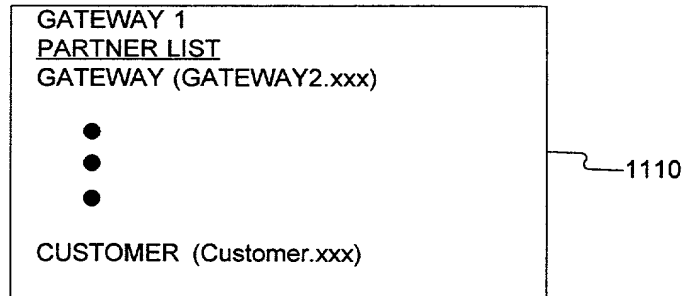 GATEWAY 1
PARTNER LIST
GATEWAY (GATEWAY2.xxx)
1110
CUSTOMER (Customer.xxx)